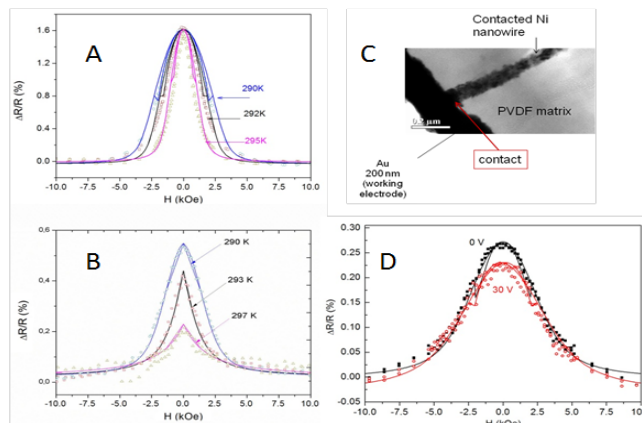 A
ΔR/R (%)
1.6
1.2
0.8
0.4
0.0
290K
292K
295K
-10.0 -7.5 -5.0 -2.5 0.0 2.5 5.0 7.5 10.0
H (kOe)
C
Contacted Ni
nanowire
PVDF matrix
µm
contact
Au
200 nm
(working
electrode)
B
ΔR/R (%)
0,6
0,4
0,2
0,0
290 K
293 K
297 K
-10.0 -7.5 -5.0 -2.5 0.0 2.5 5.0 7.5 10.0
H (kOe)
D
ΔR/R (%)
0.30
0.25
0.20
0.15
0.10
0.05
0.00
-0.05
0 V
30 V
-10.0 -7.5 -5.0 -2.5 0.0 2.5 5.0 7.5 10
H (kOe)